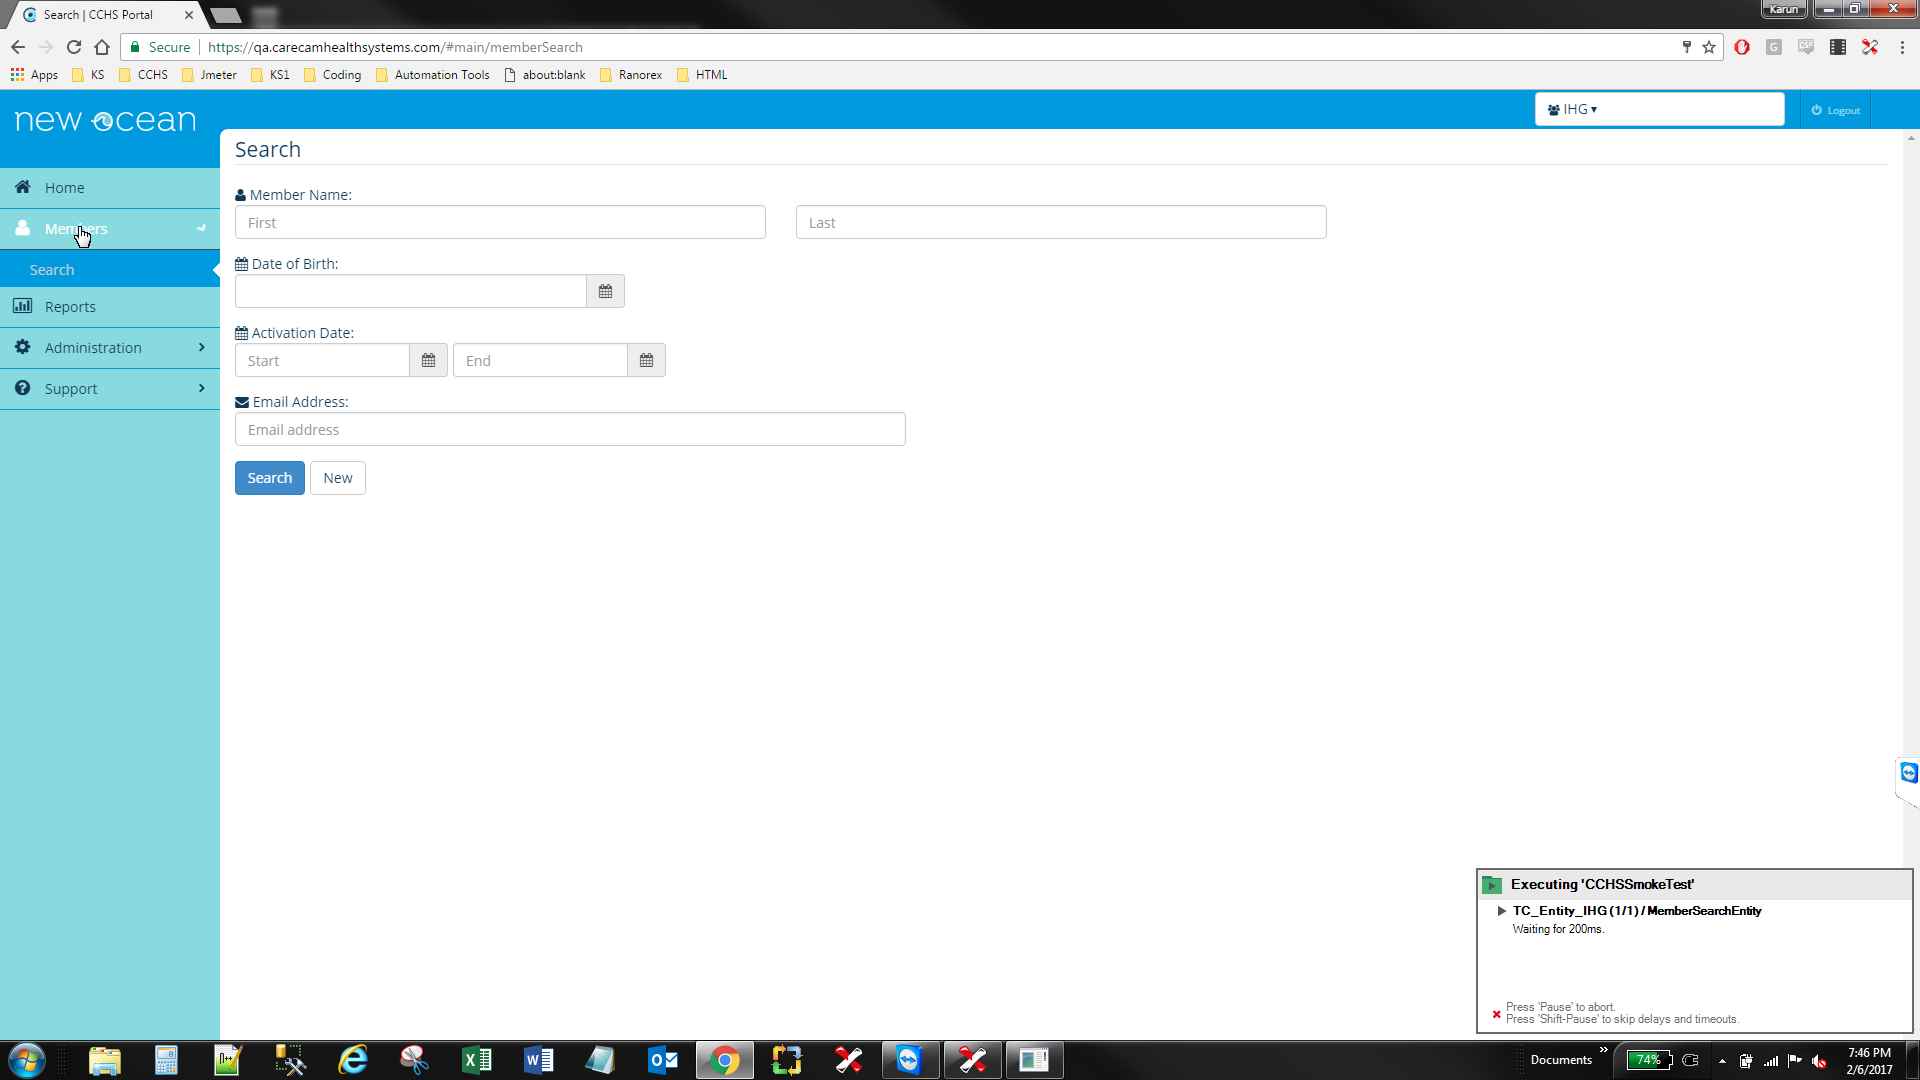 Search | CCHS Portal
Karun
Secure
https://qa.carecamhealthsystems.com/#main/memberSearch
Apps KS CCHS Jmeter KS1 Coding Automation Tools about:blank Ranorex HTML
new ocean
IHG
Logout
Search
Home
Members
Search
Reports
Administration
Support
Member Name:
First Last
Date of Birth:
Activation Date:
Start End
Email Address:
Email address
Search New
Executing 'CCHSSmokeTest'
TC_Entity_IHG (1/1) / MemberSearchEntity
Waiting for 200ms.
Press 'Pause' to abort.
Press 'Shift-Pause' to skip delays and timeouts.
Documents
74%
7:46 PM
2/6/2017